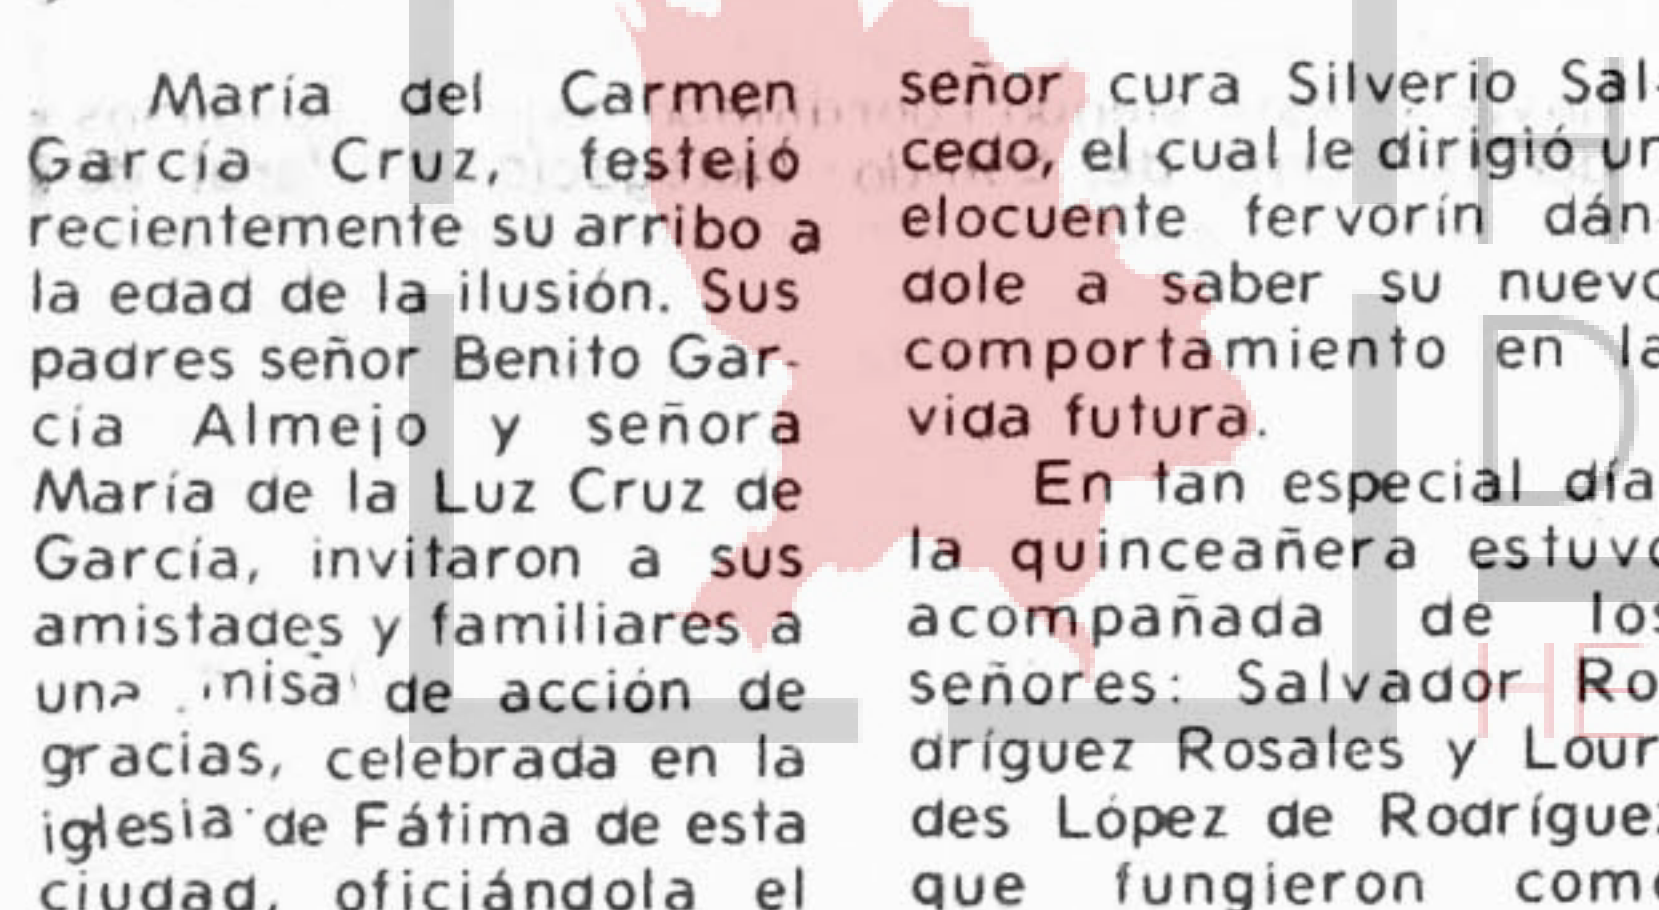 María del Carmen
García Cruz, festejó
recientemente su arribo a
la edad de la ilusión. Sus
padres señor Benito Gar-
cía Almejo y señora
María de la Luz Cruz de
García, invitaron a sus
amistades y familiares a
una misa de acción de
gracias, celebrada en la
iglesia de Fátima de esta
ciudad, oficiándola el
señor cura Silverio Sal-
cedo, el cual le dirigió un
elocuente fervorín dán-
dole a saber su nuevo
comportamiento en la
vida futura.
En tan especial día
la quinceañera estuvo
acompañada de los
señores: Salvador Ro
dríguez Rosales y Lour
des López de Rodríguez
que fungieron como
H
D
HE